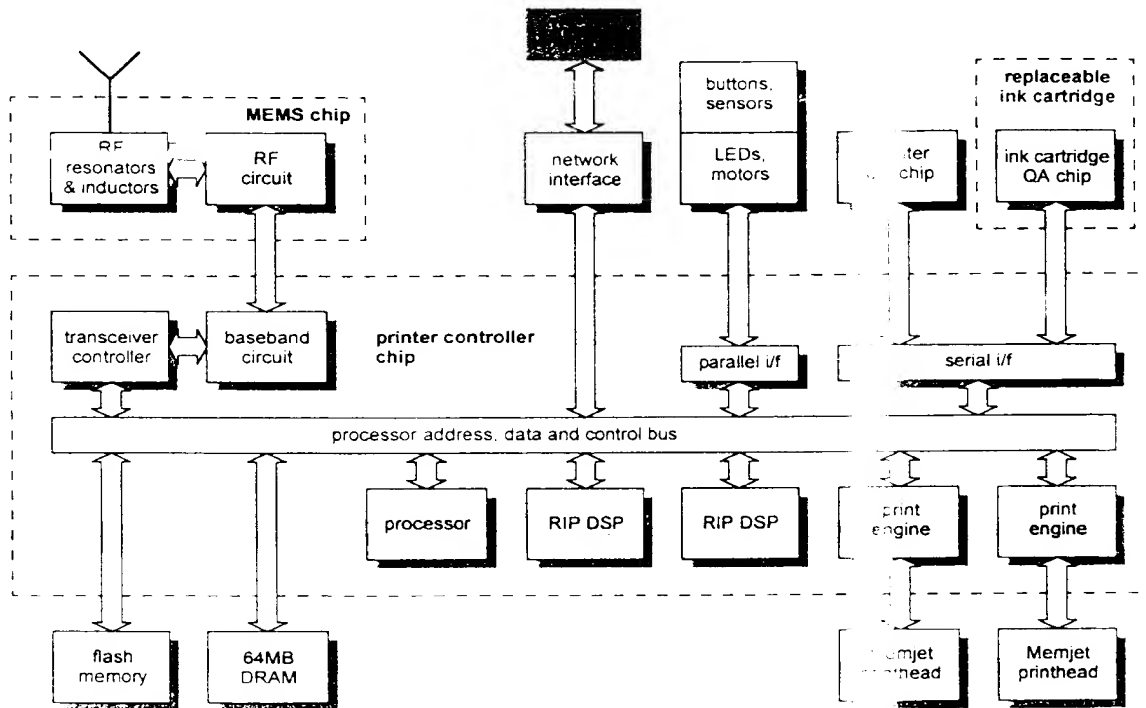 MEMS chip
RF
resonators
& inductors
RF
circuit
network
interface
buttons,
sensors
LEDs,
motors
chip
replaceable
ink cartridge
ink cartridge
QA chip
transceiver
controller
baseband
circuit
printer controller
chip
parallel i/f
serial i/f
processor address, data and control bus
processor
RIP DSP
RIP DSP
print
engine
print
engine
flash
memory
64MB
DRAM
Memjet
printhead